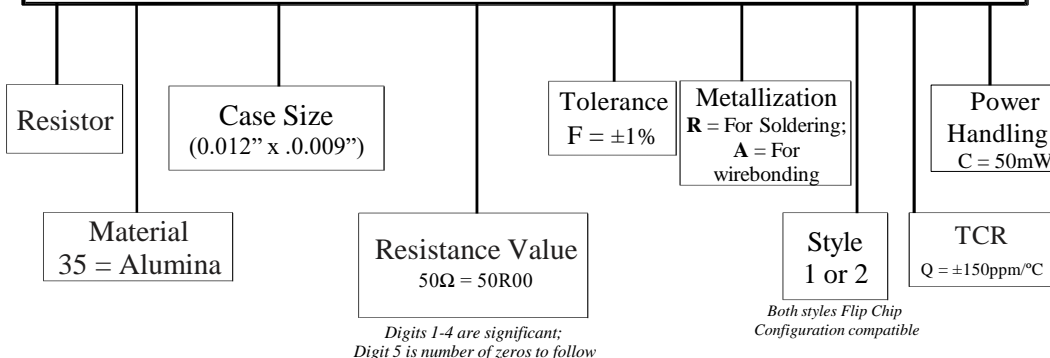 Resistor
Case Size
(0.012” x .0.009”)
Tolerance
F = ±1%
Metallization
R = For Soldering;
A = For
wirebonding
Power
Handling
C = 50mW
Material
35 = Alumina
Resistance Value
50Ω = 50R00
Digits 1-4 are significant;
Digit 5 is number of zeros to follow
Style
1 or 2
Both styles Flip Chip
Configuration compatible
TCR
Q = ±150ppm/ºC